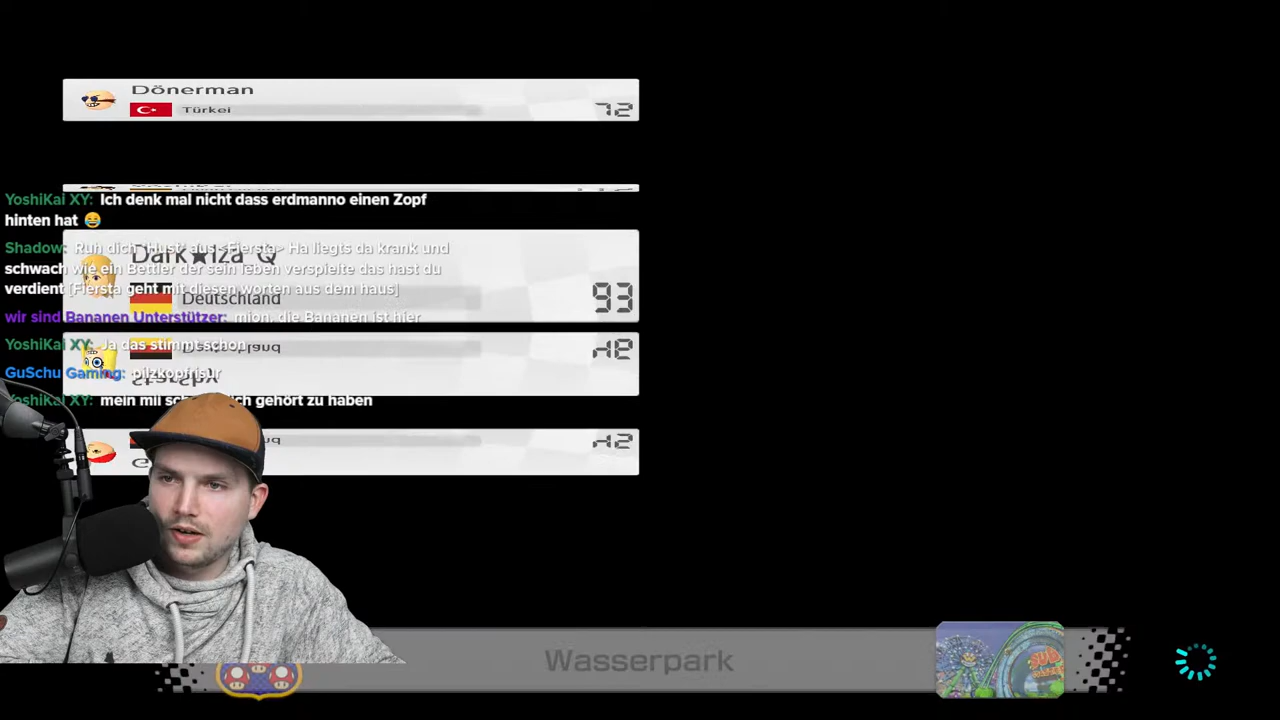 Dönerman
Türkei
72
YoshiKai XY: Ich denk mal nicht dass erdmanno einen Zopf
hinten hat 😂
Dark★Iza Q
Deutschland
93
Shadow: Ruh dich *Hust* aus <Fiersta> Ha liegts da krank und
schwach wie ein Bettler der sein leben verspielte das hast du
verdient [Fiersta geht mit diesen worten aus dem haus]
wir sind Bananen Unterstützer: mion. die Bananen ist hier
YoshiKai XY: Ja das stimmt schon
GuSchu Gaming: pilzkopfrisur
YoshiKai XY: mein mii gehört zu haben
Wasserpark